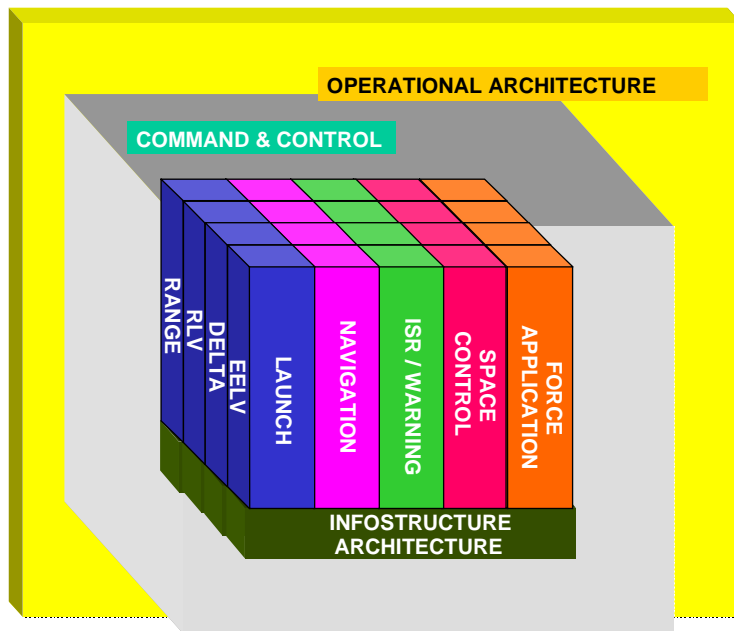 OPERATIONAL ARCHITECTURE
COMMAND & CONTROL
RANGE
RLV
DELTA
EELV
LAUNCH
NAVIGATION
ISR / WARNING
SPACE
CONTROL
FORCE
APPLICATION
INFOSTRUCTURE
ARCHITECTURE